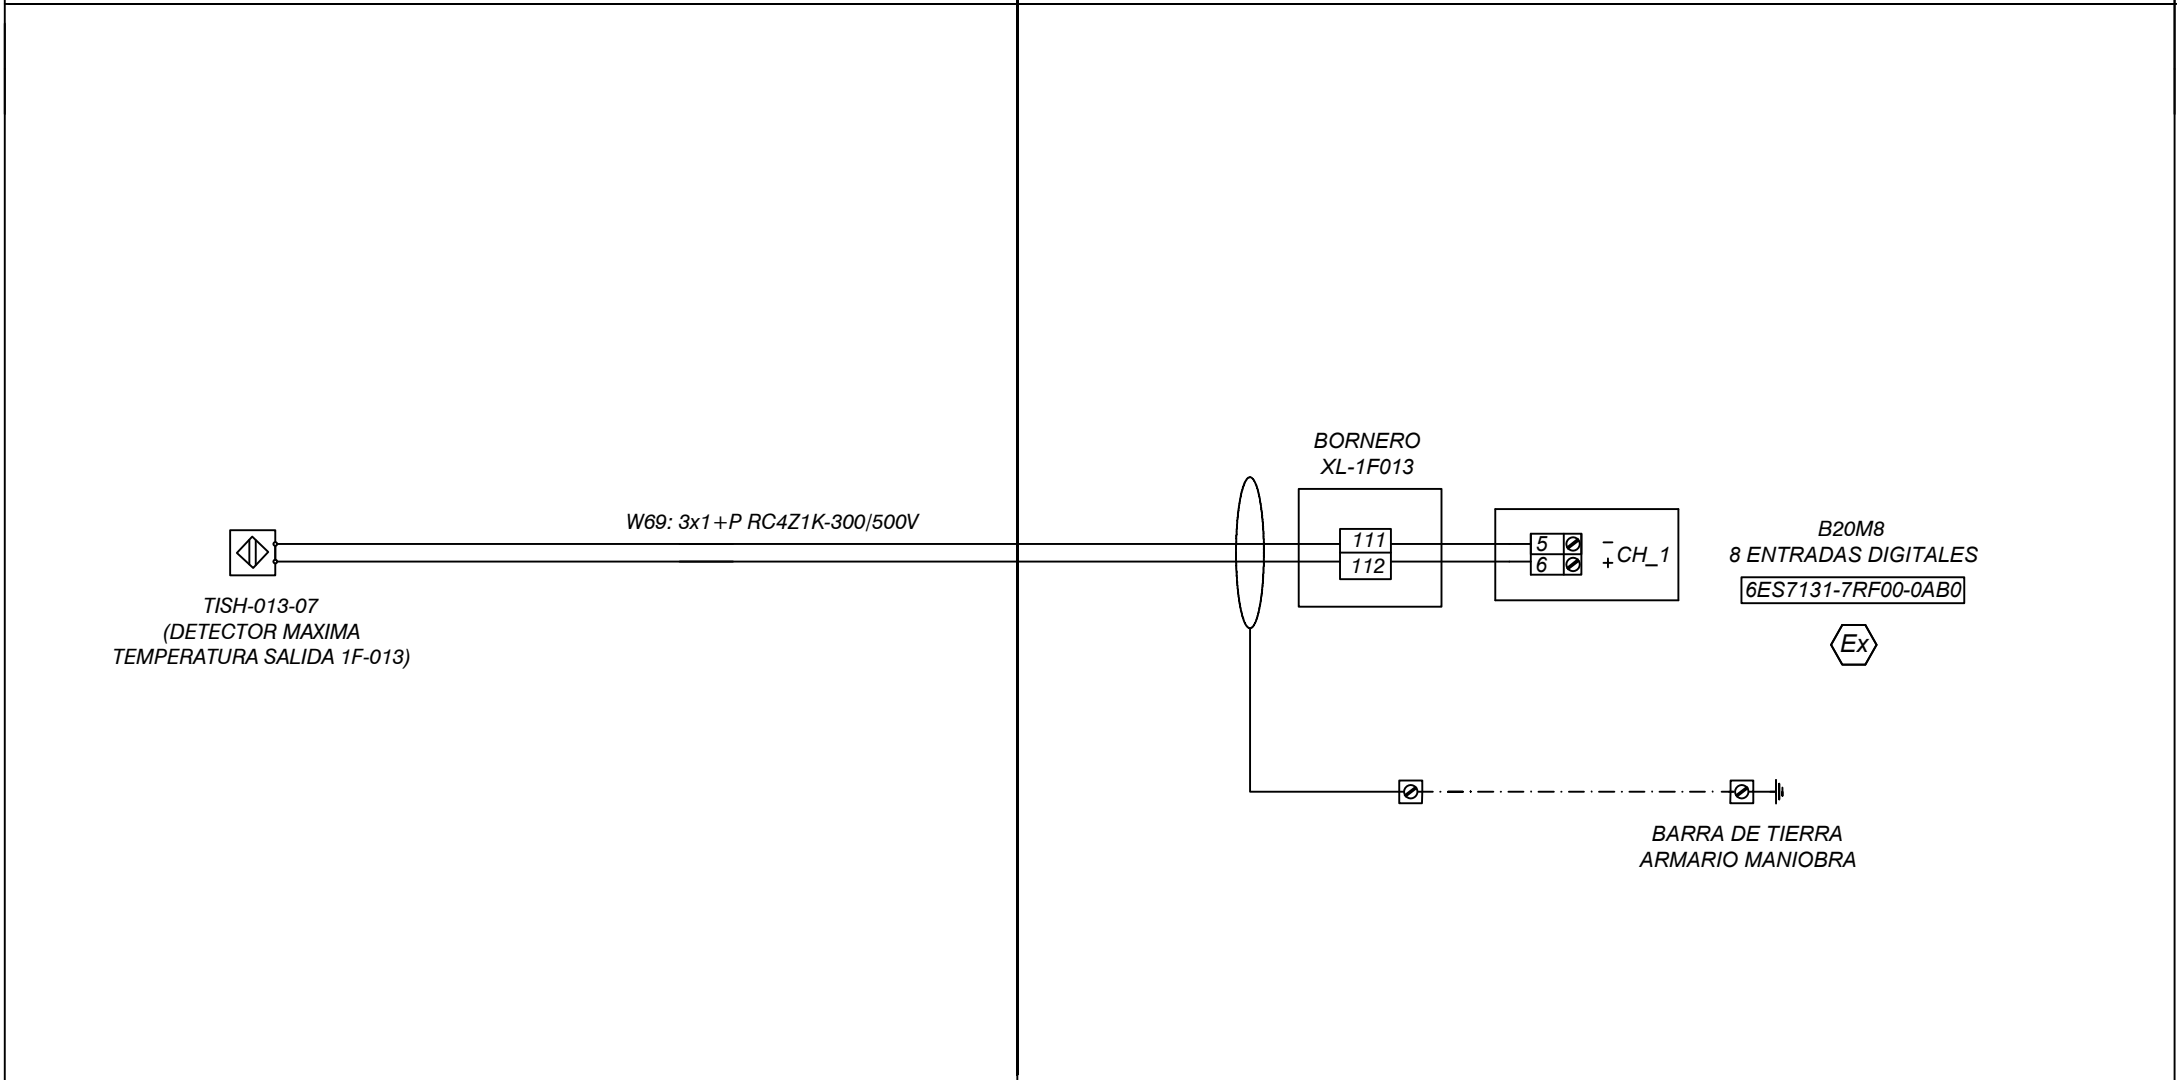 BORNERO
XL-1F013
W69: 3x1+P RC4Z1K-300/500V
111
112
5
6
−
+
CH_1
B20M8
8 ENTRADAS DIGITALES
6ES7131-7RF00-0AB0
Ex
TISH-013-07
(DETECTOR MAXIMA
TEMPERATURA SALIDA 1F-013)
BARRA DE TIERRA
ARMARIO MANIOBRA